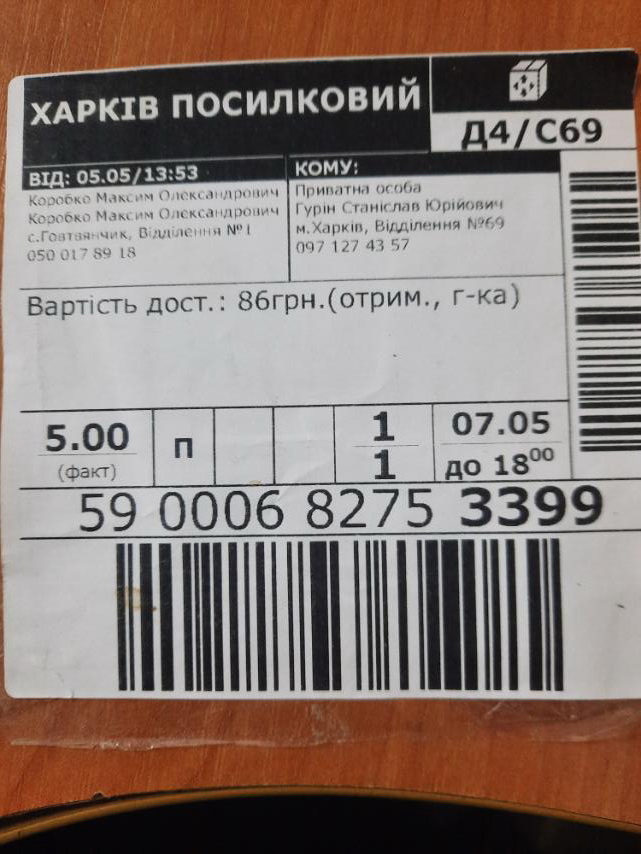 ХАРКІВ ПОСИЛКОВИЙ
Д4/С69
ВІД: 05.05/13:53
Коробко Максим Олександрович
Коробко Максим Олександрович
с.Говтвянчик, Відділення №1
050 017 89 18
КОМУ:
Приватна особа
Гурін Станіслав Юрійович
м.Харків, Відділення №69
097 127 43 57
Вартість дост.: 86грн.(отрим., г-ка)
5.00
(факт)
П
1
1
07.05
до 18⁰⁰
59 0006 8275 3399